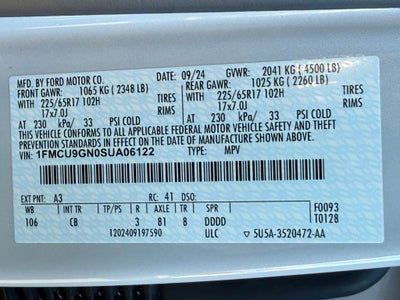 MFD. BY FORD MOTOR CO. 09/24 GVWR: 2041 KG ( 4500 LB)
FRONT GAWR: 1065 KG ( 2348 LB) REAR GAWR: 1025 KG ( 2260 LB)
225/65R17 102H TIRES 225/65R17 102H TIRES
17x7.0J RIMS 17x7.0J RIMS
AT 230 kPa/ 33 PSI COLD AT 230 kPa/ 33 PSI COLD
THIS VEHICLE CONFORMS TO ALL APPLICABLE FEDERAL MOTOR VEHICLE SAFETY, BUMPER, AND THEFT
PREVENTION STANDARDS IN EFFECT ON THE DATE OF MANUFACTURE SHOWN ABOVE.
VIN: 1FMCU9GN0SUA06122
TYPE: MPV
EXT PNT: A3 RC: 41 DSO: F0093
WB INT TR R AXLE TR SPR T0128
106 CB 3 81 8 DDDD
1202409197590 ULC 5U5A-3520472-AA